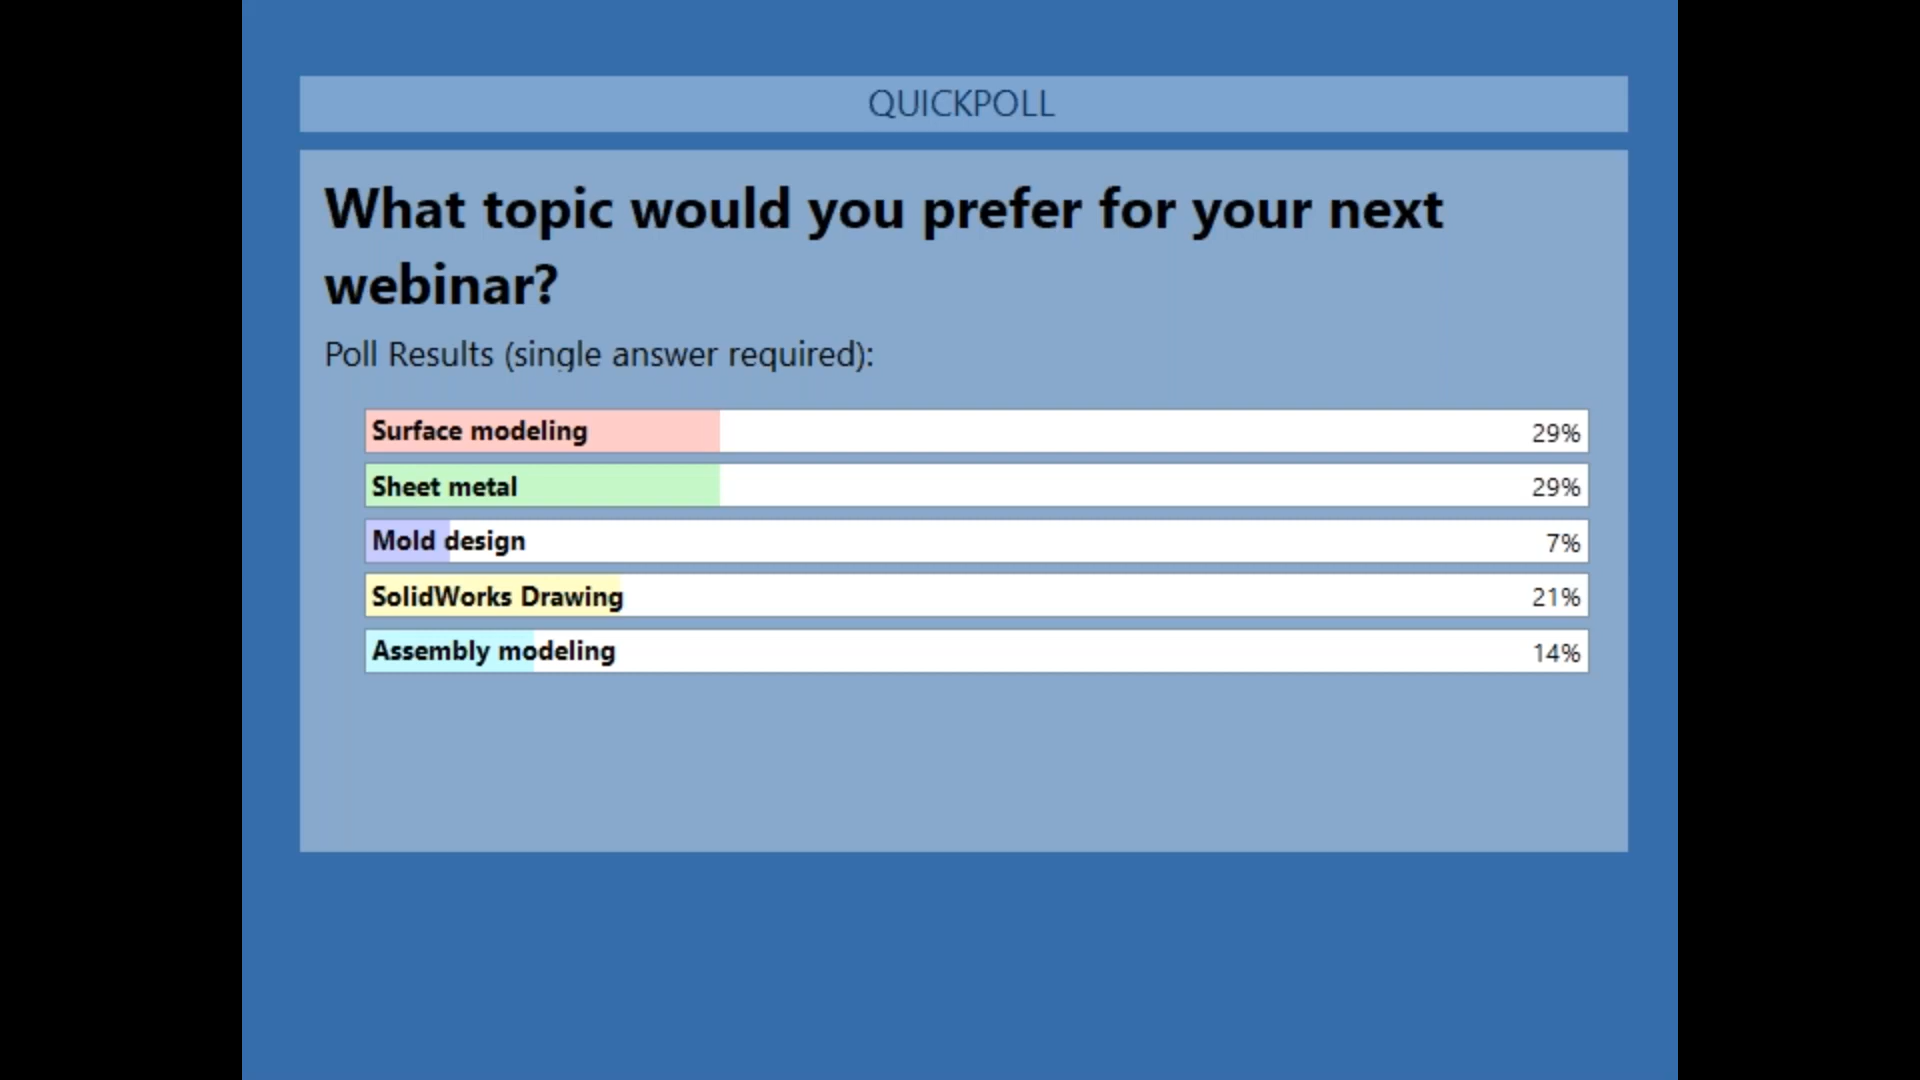 QUICKPOLL
What topic would you prefer for your next
webinar?
Poll Results (single answer required):
Surface modeling 29%
Sheet metal 29%
Mold design 7%
SolidWorks Drawing 21%
Assembly modeling 14%